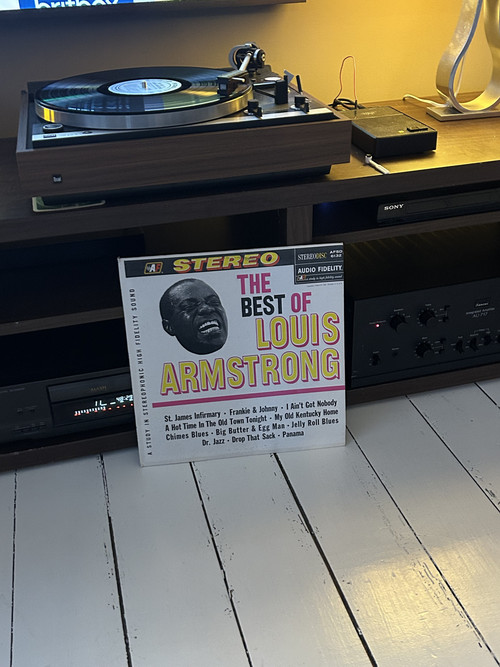 britbox
SONY
STEREO
STEREODISC
AFSD
6132
AUDIO FIDELITY
THE
BEST OF
LOUIS
ARMSTRONG
A STUDY IN STEREOPHONIC HIGH FIDELITY SOUND
St. James Infirmary • Frankie & Johnny • I Ain't Got Nobody
A Hot Time In The Old Town Tonight • My Old Kentucky Home
Chimes Blues • Big Butter & Egg Man • Jelly Roll Blues
Dr. Jazz • Drop That Sack • Panama
Sansui